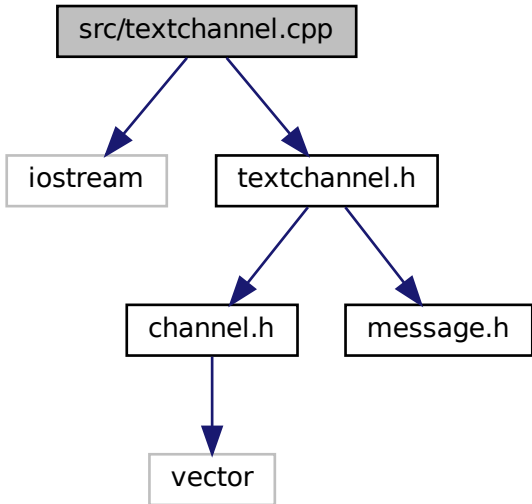 src/textchannel.cpp
iostream
textchannel.h
channel.h
message.h
vector